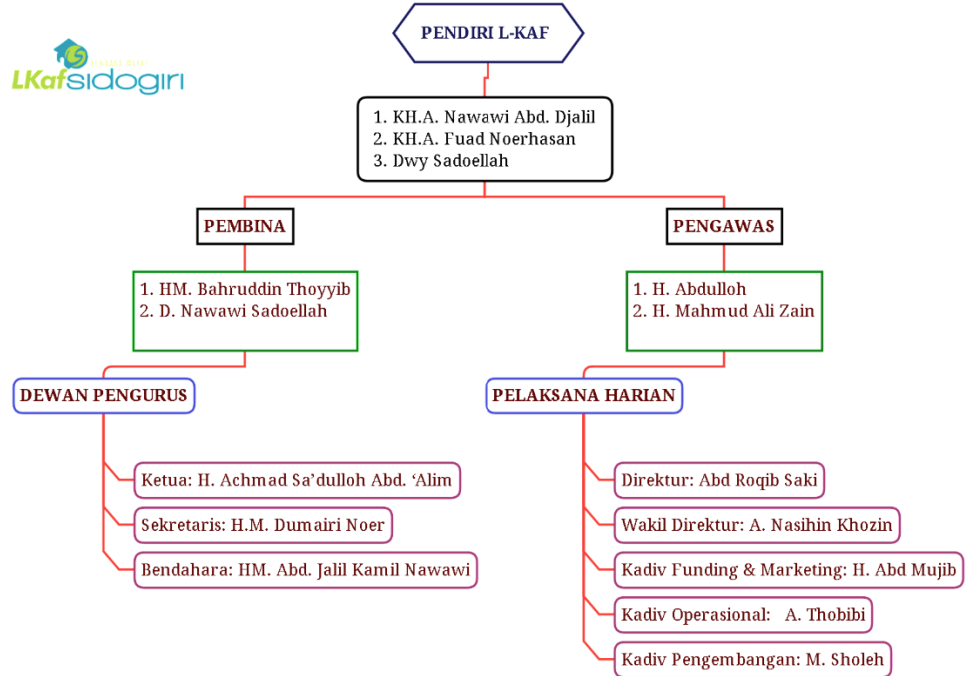 PENDIRI L-KAF
LKafsidogiri
1. KH.A. Nawawi Abd. Djalil
2. KH.A. Fuad Noerhasan
3. Dwy Sadoellah
PEMBINA
PENGAWAS
1. HM. Bahruddin Thoyyib
2. D. Nawawi Sadoellah
1. H. Abdulloh
2. H. Mahmud Ali Zain
DEWAN PENGURUS
Ketua: H. Achmad Sa’dulloh Abd. ‘Alim
Sekretaris: H.M. Dumairi Noer
Bendahara: HM. Abd. Jalil Kamil Nawawi
PELAKSANA HARIAN
Direktur: Abd Roqib Saki
Wakil Direktur: A. Nasihin Khozin
Kadiv Funding & Marketing: H. Abd Mujib
Kadiv Operasional: A. Thobibi
Kadiv Pengembangan: M. Sholeh